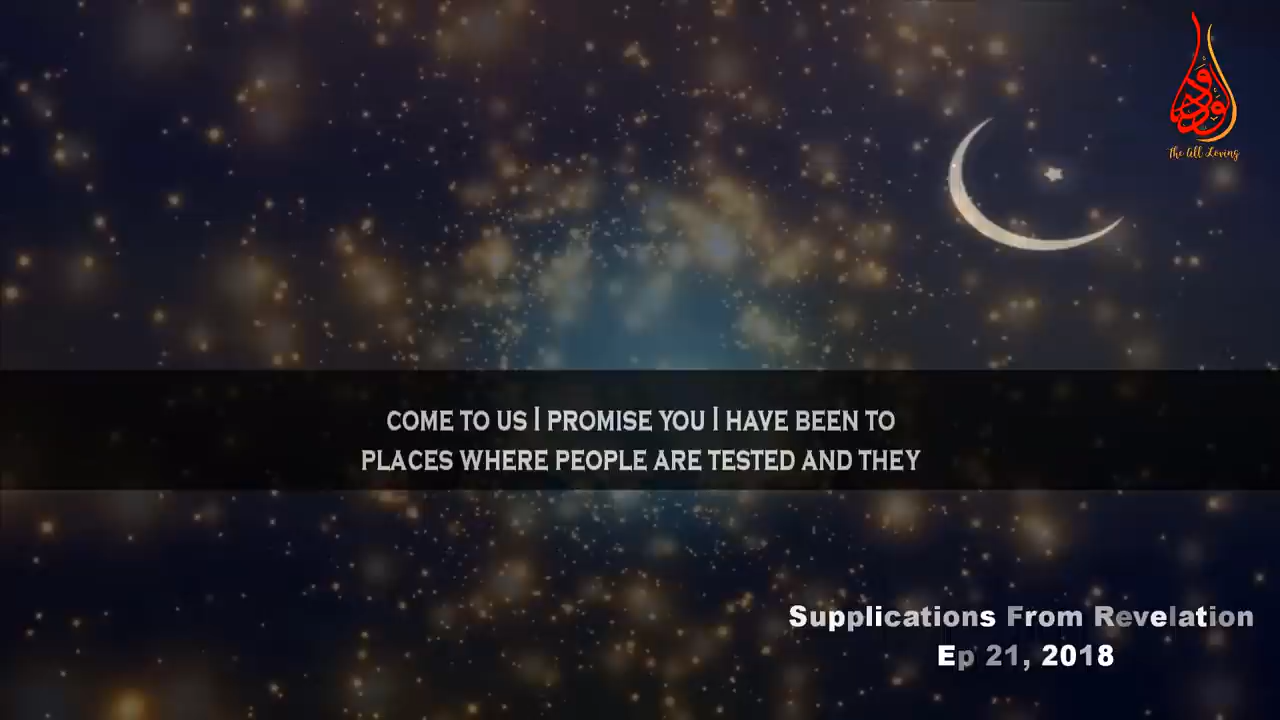 The All Loving
COME TO US I PROMISE YOU I HAVE BEEN TO
PLACES WHERE PEOPLE ARE TESTED AND THEY
Supplications From Revelation
Ep 21, 2018